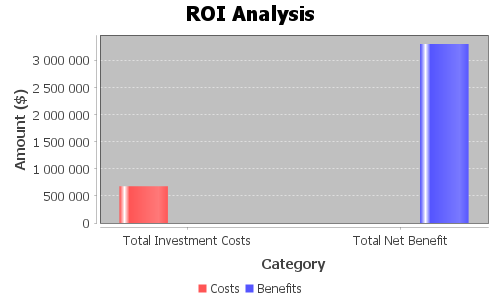 ROI Analysis
Amount ($)
3 000 000
2 500 000
2 000 000
1 500 000
1 000 000
500 000
0
Total Investment Costs
Total Net Benefit
Category
Costs Benefits